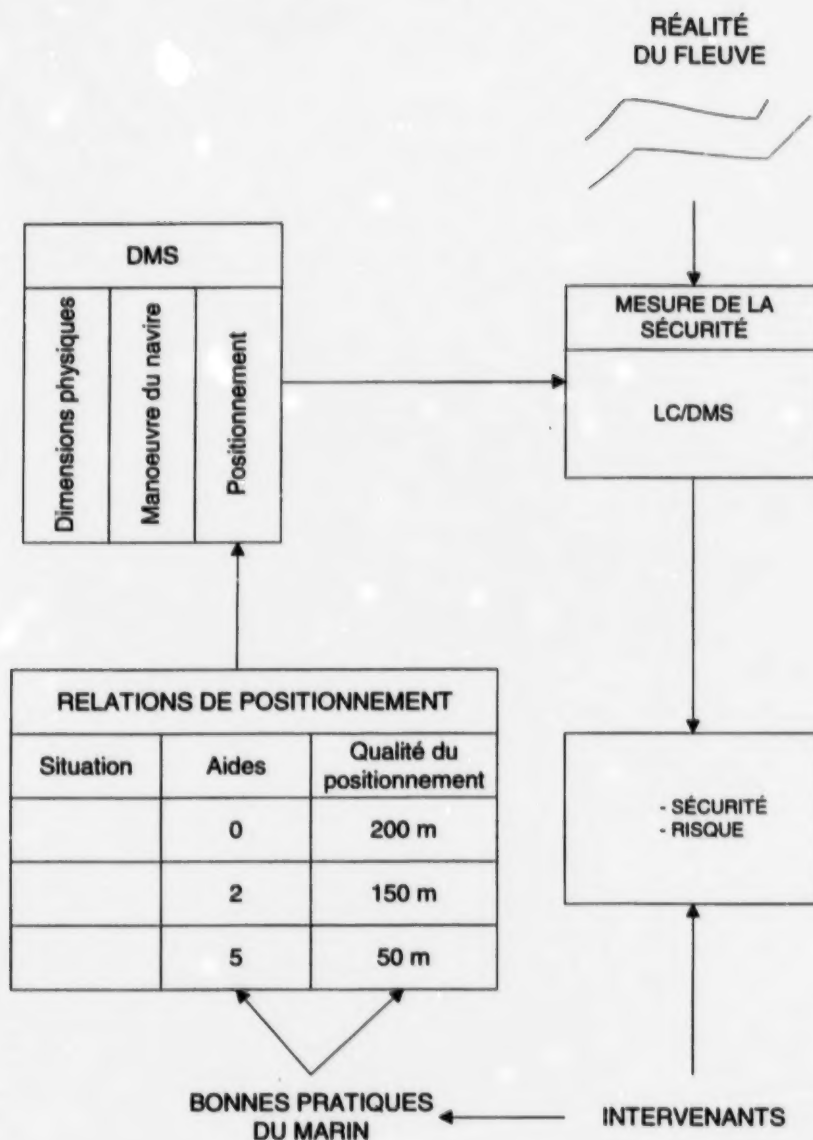 RÉALITÉ
DU FLEUVE
DMS
Dimensions physiques
Manoeuvre du navire
Positionnement
MESURE DE LA
SÉCURITÉ
LC/DMS
RELATIONS DE POSITIONNEMENT
Situation Aides Qualité du
positionnement
0 200 m
2 150 m
5 50 m
- SÉCURITÉ
- RISQUE
BONNES PRATIQUES
DU MARIN
INTERVENANTS